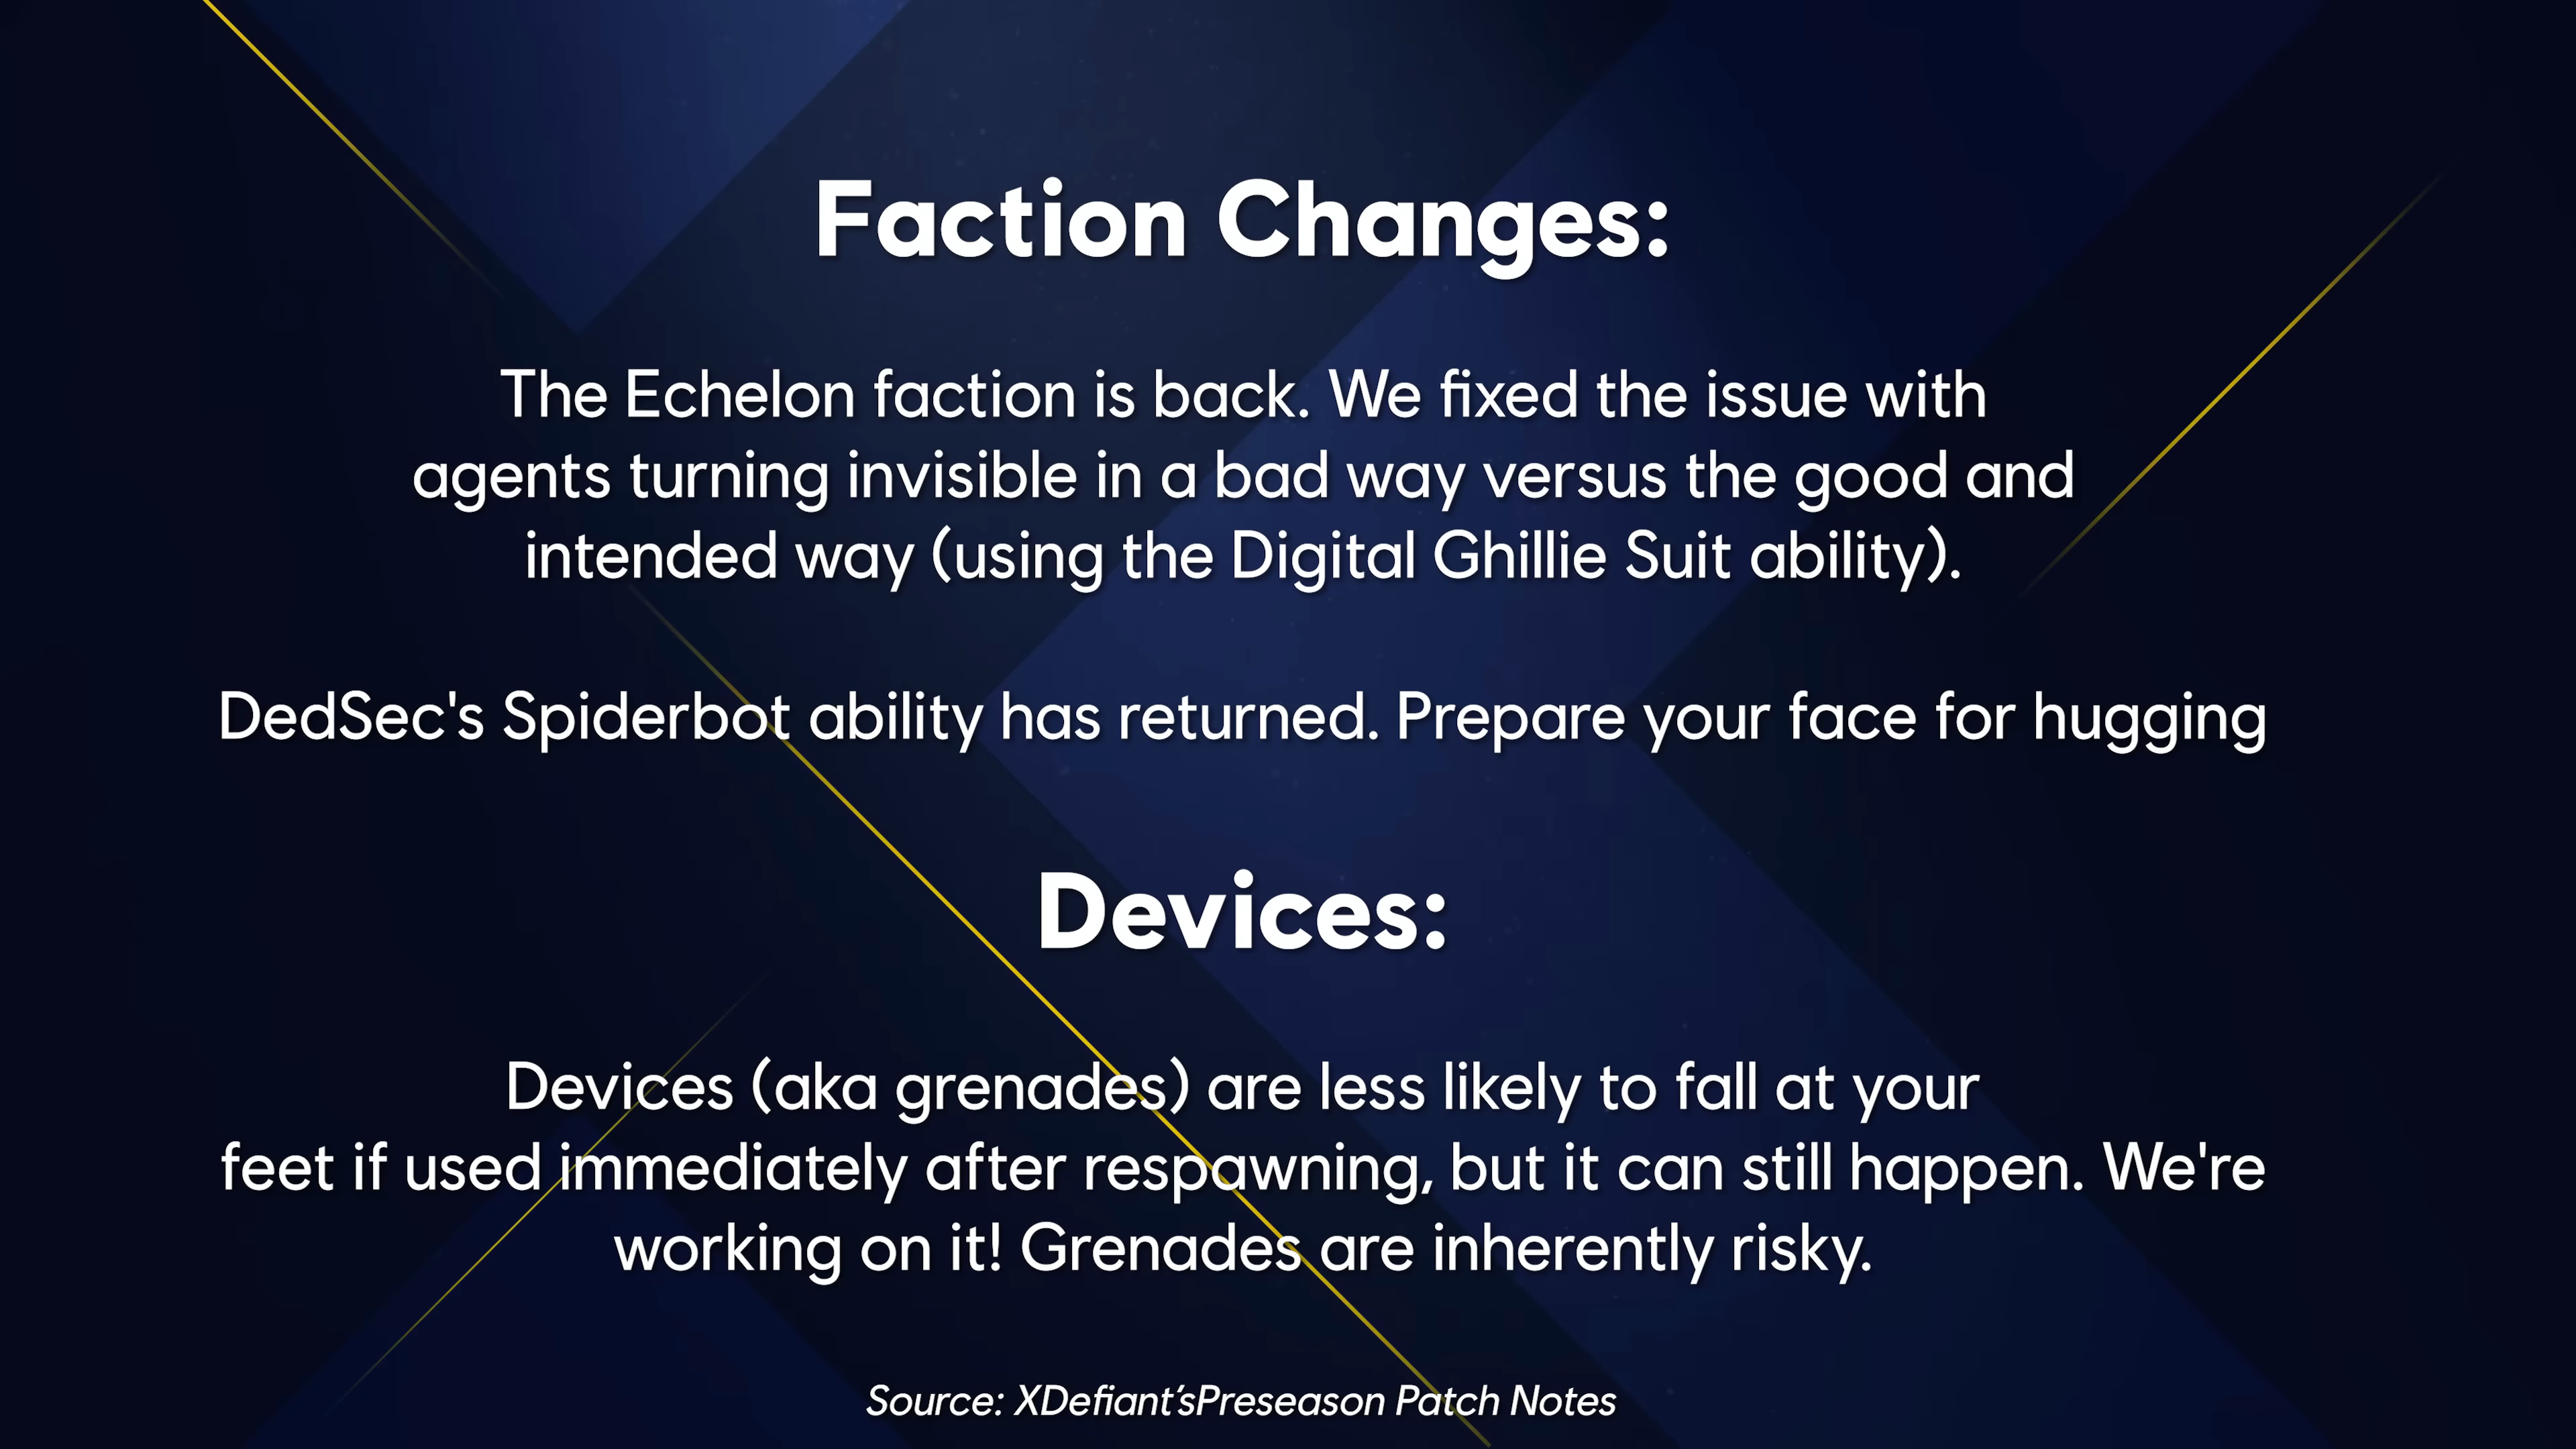 Faction Changes:
The Echelon faction is back. We fixed the issue with
agents turning invisible in a bad way versus the good and
intended way (using the Digital Ghillie Suit ability).
DedSec's Spiderbot ability has returned. Prepare your face for hugging
Devices:
Devices (aka grenades) are less likely to fall at your
feet if used immediately after respawning, but it can still happen. We're
working on it! Grenades are inherently risky.
Source: XDefiant’sPreseason Patch Notes